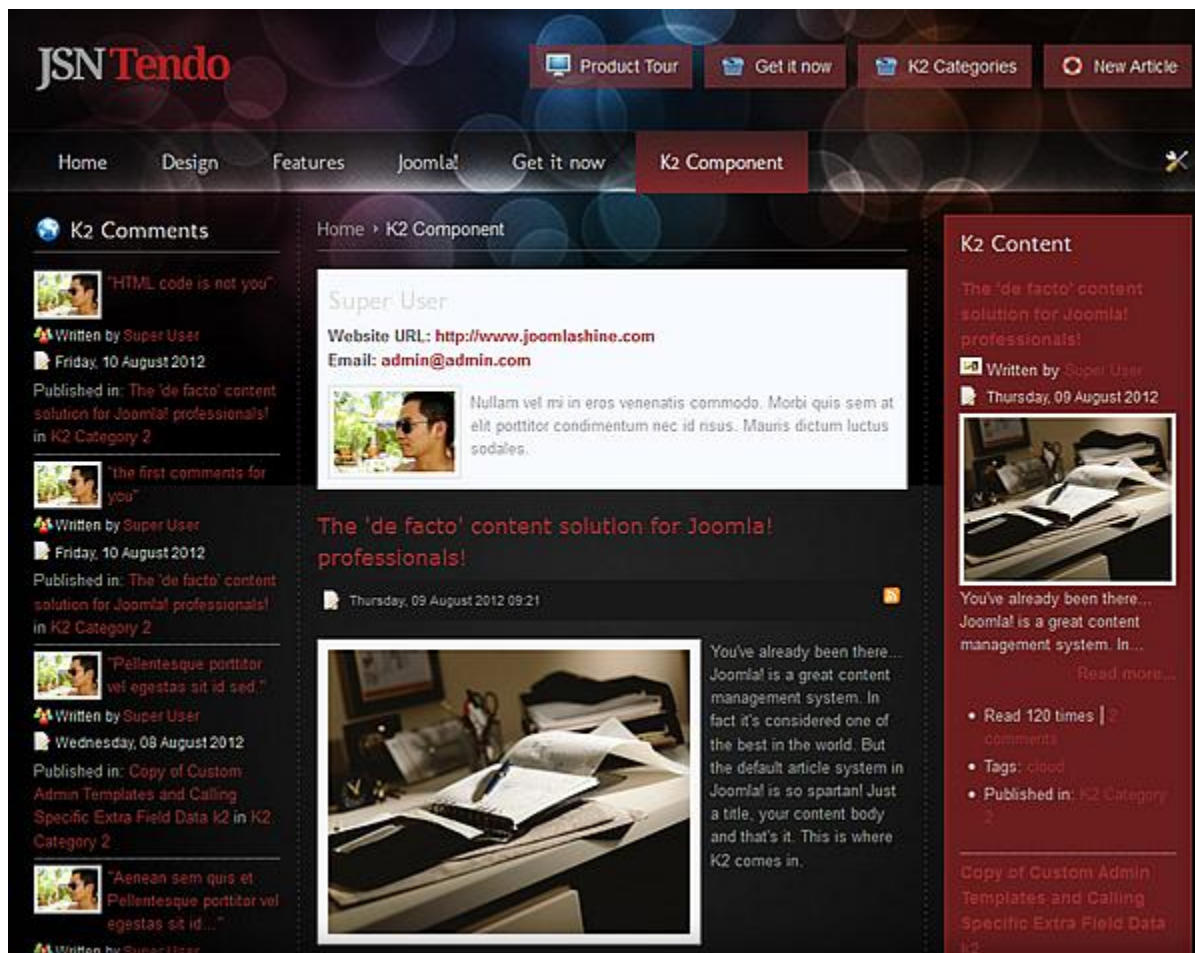 JSN Tendo
Product Tour
Get it now
K2 Categories
New Article
Home
Design
Features
Joomla!
Get it now
K2 Component
K2 Comments
"HTML code is not you"
Written by Super User
Friday, 10 August 2012
Published in: The 'de facto' content
solution for Joomla! professionals!
in K2 Category 2
"the first comments for
you"
Written by Super User
Friday, 10 August 2012
Published in: The 'de facto' content
solution for Joomla! professionals!
in K2 Category 2
"Pellentesque porttitor
vel egestas sit id sed."
Written by Super User
Wednesday, 08 August 2012
Published in: Copy of Custom
Admin Templates and Calling
Specific Extra Field Data k2 in K2
Category 2
"Aenean sem quis et
Pellentesque porttitor vel
egestas sit id..."
Written by Super User
Home › K2 Component
Super User
Website URL: http://www.joomlashine.com
Email: admin@admin.com
Nullam vel mi in eros venenatis commodo. Morbi quis sem at
elit porttitor condimentum nec id risus. Mauris dictum luctus
sodales.
The 'de facto' content solution for Joomla!
professionals!
Thursday, 09 August 2012 09:21
You've already been there...
Joomla! is a great content
management system. In
fact it's considered one of
the best in the world. But
the default article system in
Joomla! is so spartan! Just
a title, your content body
and that's it. This is where
K2 comes in.
K2 Content
The 'de facto' content
solution for Joomla!
professionals!
Written by Super User
Thursday, 09 August 2012
You've already been there...
Joomla! is a great content
management system. In...
Read more...
Read 120 times | 2
comments
Tags: cloud
Published in: K2 Category
2
Copy of Custom Admin
Templates and Calling
Specific Extra Field Data
k2